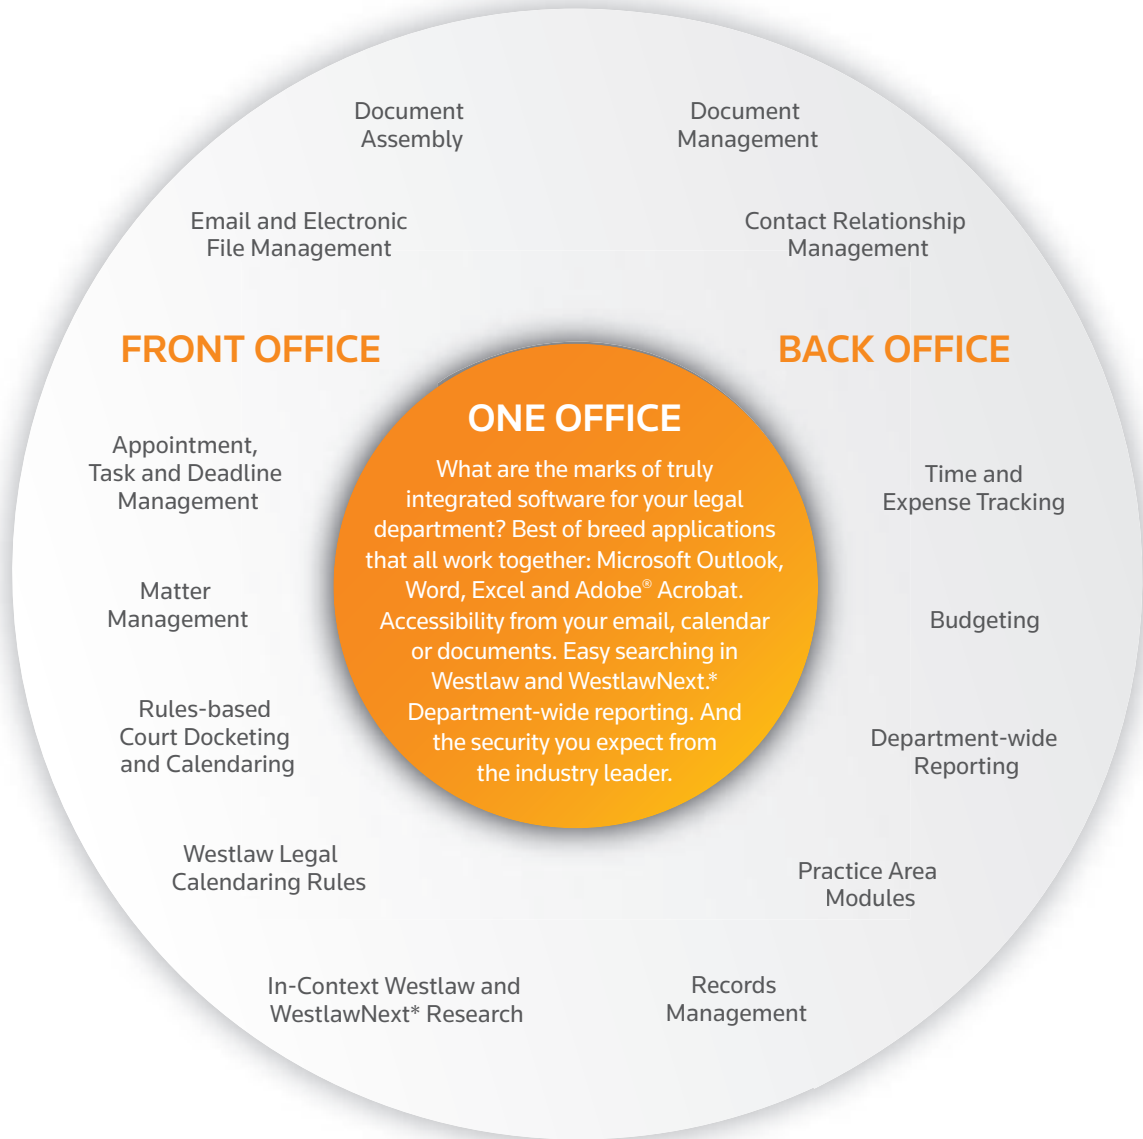 Document
Assembly
Document
Management
Email and Electronic
File Management
Contact Relationship
Management
FRONT OFFICE
BACK OFFICE
ONE OFFICE
What are the marks of truly
integrated software for your legal
department? Best of breed applications
that all work together: Microsoft Outlook,
Word, Excel and Adobe® Acrobat.
Accessibility from your email, calendar
or documents. Easy searching in
Westlaw and WestlawNext.*
Department-wide reporting. And
the security you expect from
the industry leader.
Appointment,
Task and Deadline
Management
Time and
Expense Tracking
Matter
Management
Budgeting
Rules-based
Court Docketing
and Calendaring
Department-wide
Reporting
Westlaw Legal
Calendaring Rules
Practice Area
Modules
In-Context Westlaw and
WestlawNext* Research
Records
Management